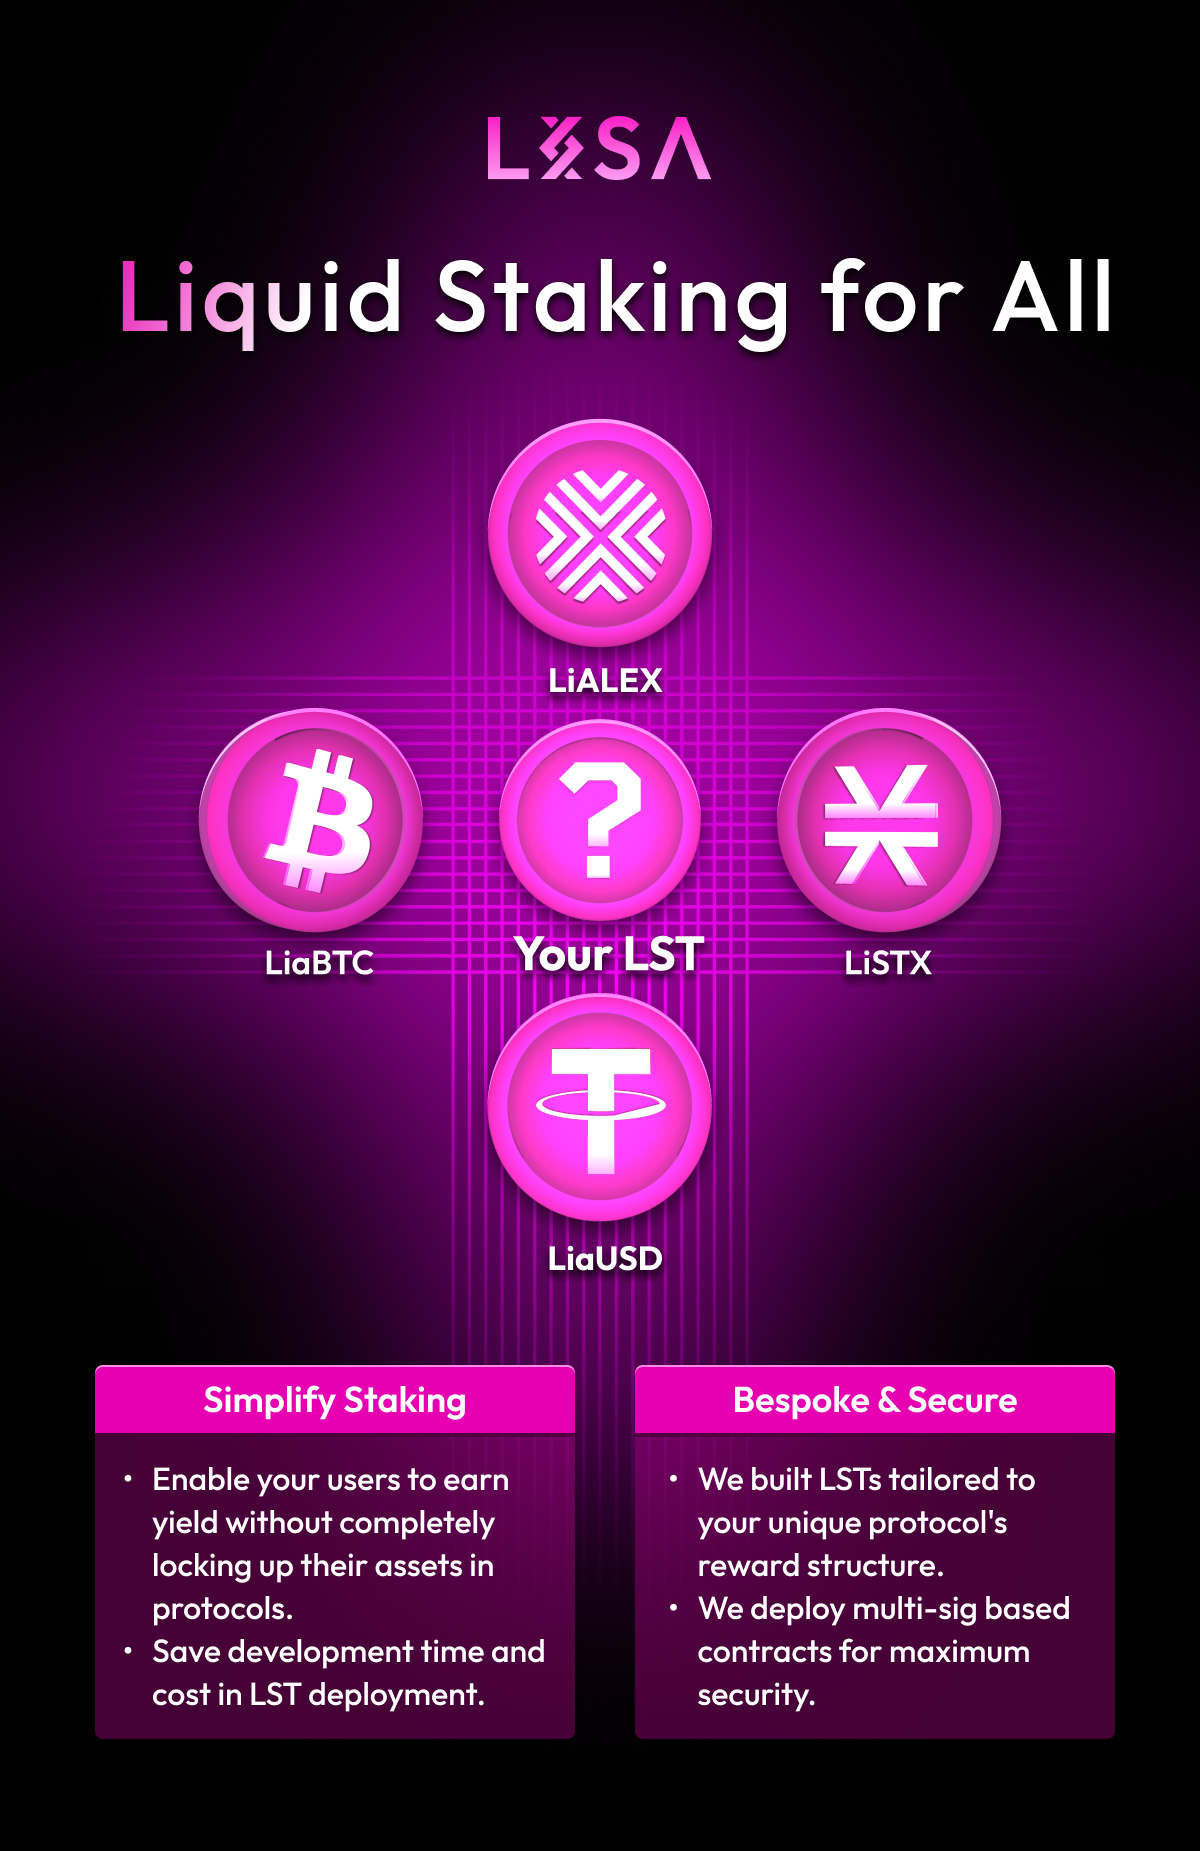 LISA
Liquid Staking for All
LiALEX
LiaBTC
Your LST
LiSTX
LiaUSD
Simplify Staking
• Enable your users to earn
yield without completely
locking up their assets in
protocols.
• Save development time and
cost in LST deployment.
Bespoke & Secure
• We built LSTs tailored to
your unique protocol's
reward structure.
• We deploy multi-sig based
contracts for maximum
security.